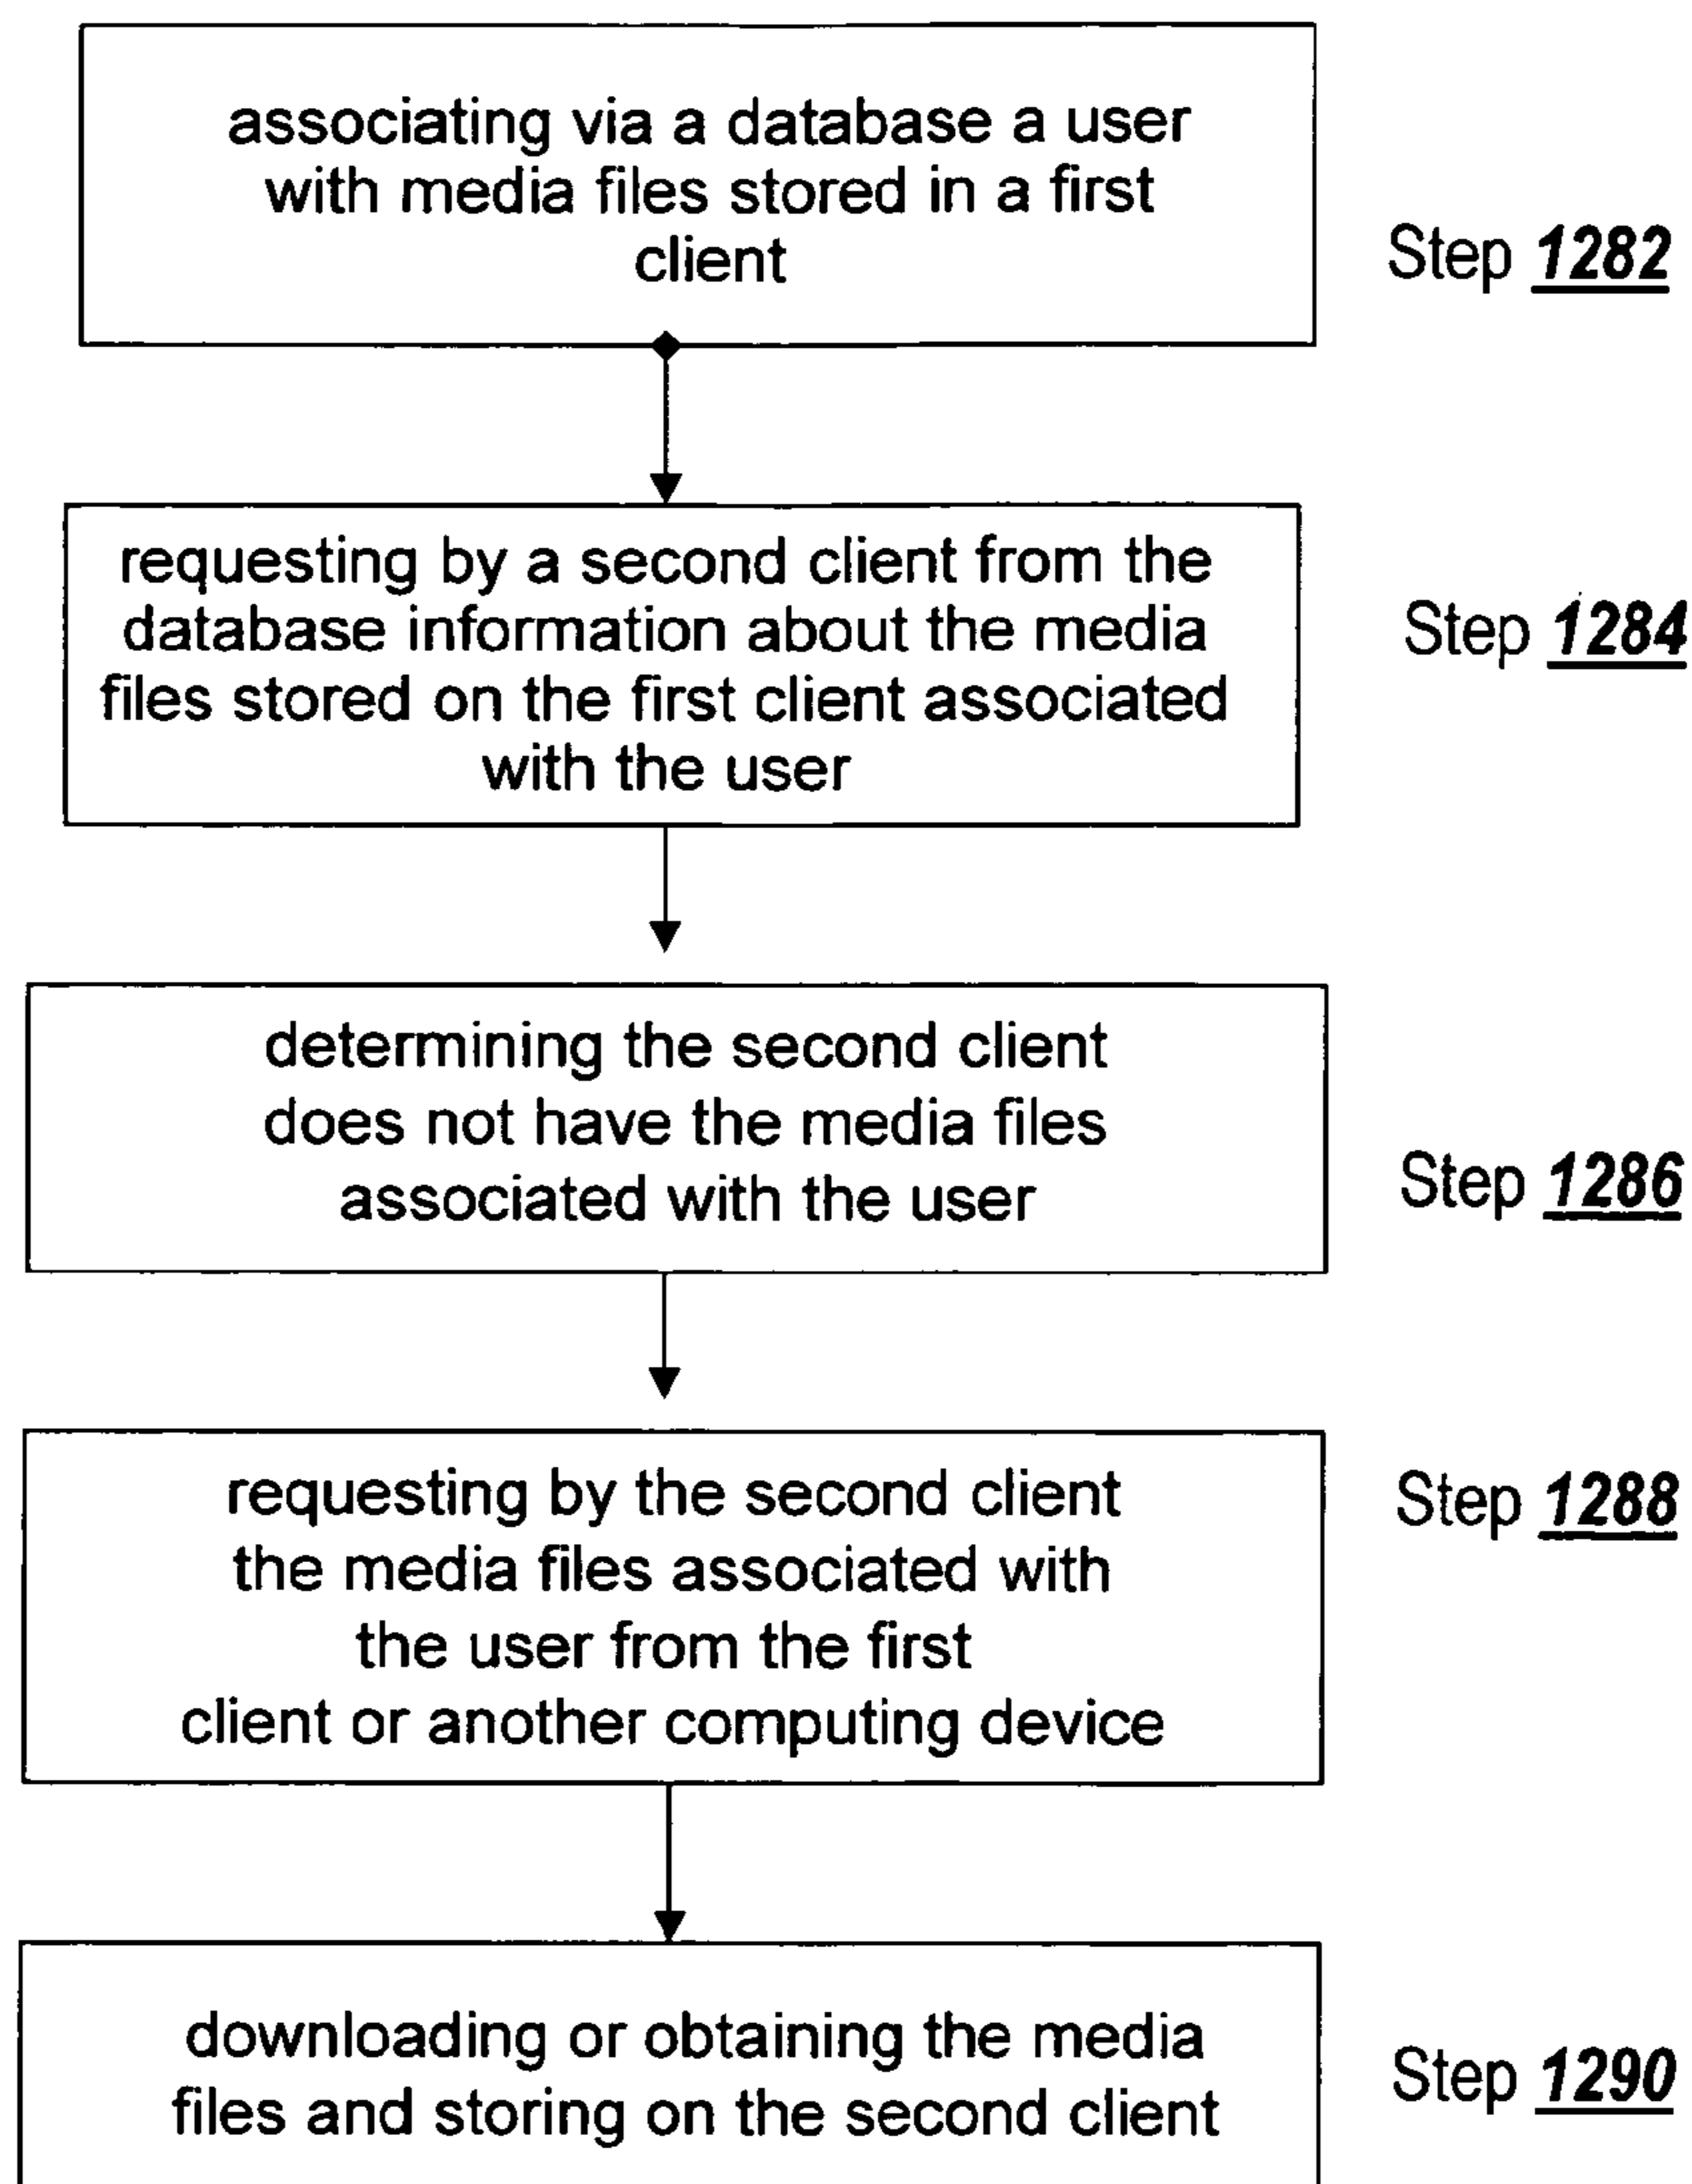 associating via a database a user
with media files stored in a first
client
Step 1282
requesting by a second client from the
database information about the media
files stored on the first client associated
with the user
Step 1284
determining the second client
does not have the media files
associated with the user
Step 1286
requesting by the second client
the media files associated with
the user from the first
client or another computing device
Step 1288
downloading or obtaining the media
files and storing on the second client
Step 1290